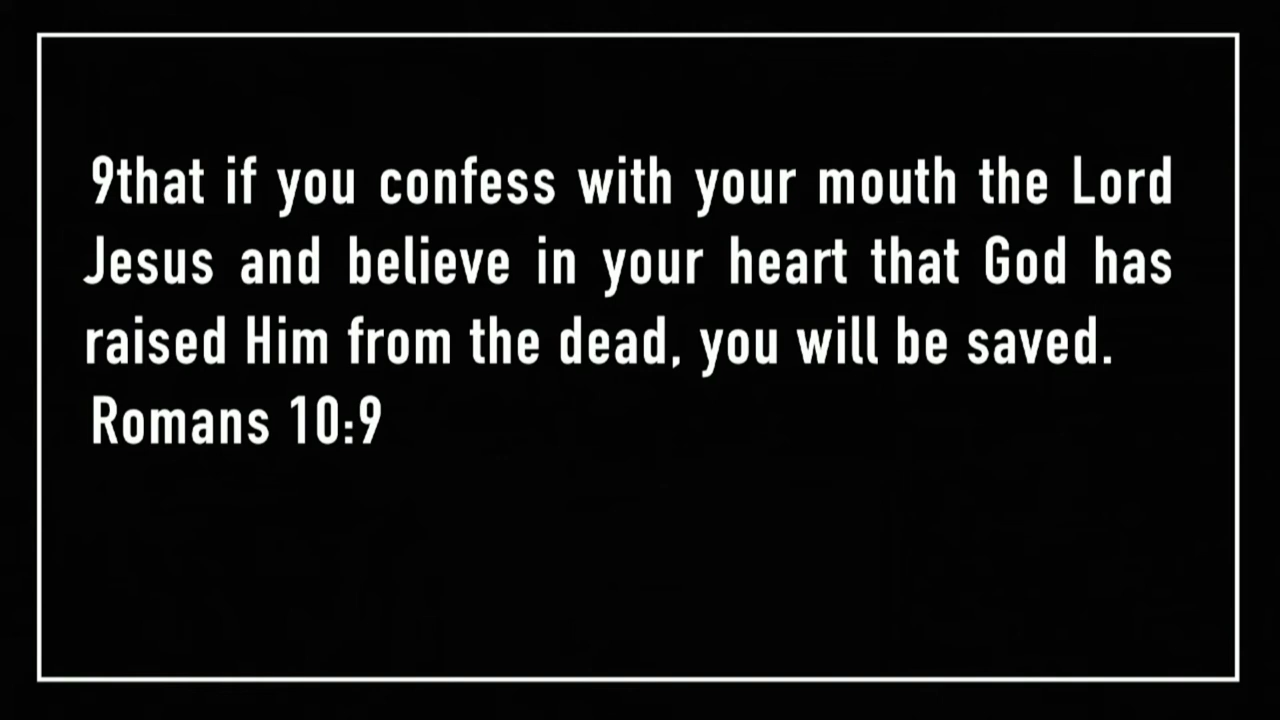 9that if you confess with your mouth the Lord
Jesus and believe in your heart that God has
raised Him from the dead, you will be saved.
Romans 10:9